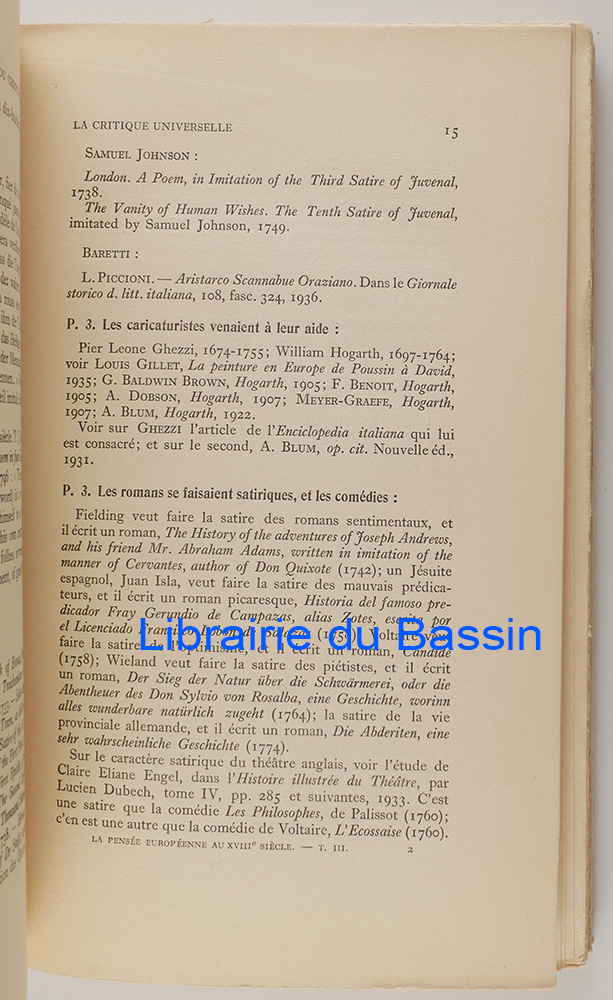 LA CRITIQUE UNIVERSELLE 15
SAMUEL JOHNSON :
London. A Poem, in Imitation of the Third Satire of Juvenal,
1738.
The Vanity of Human Wishes. The Tenth Satire of Juvenal,
imitated by Samuel Johnson, 1749.
BARETTI :
L. PICCIONI. — Aristarco Scannabue Oraziano. Dans le Giornale
storico d. litt. italiana, 108, fasc. 324, 1936.
P. 3. Les caricaturistes venaient à leur aide :
Pier Leone Ghezzi, 1674-1755; William Hogarth, 1697-1764;
voir LOUIS GILLET, La peinture en Europe de Poussin à David,
1935; G. BALDWIN BROWN, Hogarth, 1905; F. BENOIT, Hogarth,
1905; A. DOBSON, Hogarth, 1907; MEYER-GRAEFE, Hogarth,
1907; A. BLUM, Hogarth, 1922.
Voir sur GHEZZI l'article de l'Enciclopedia italiana qui lui
est consacré; et sur le second, A. BLUM, op. cit. Nouvelle éd.,
1931.
P. 3. Les romans se faisaient satiriques, et les comédies :
Fielding veut faire la satire des romans sentimentaux, et
il écrit un roman, The History of the adventures of Joseph Andrews,
and his friend Mr. Abraham Adams, written in imitation of the
manner of Cervantes, author of Don Quixote (1742); un Jésuite
espagnol, Juan Isla, veut faire la satire des mauvais prédica-
teurs, et il écrit un roman picaresque, Historia del famoso pre-
dicador Fray Gerundio de Campazas, alias Zotes, escrita por
el Licenciado Francisco Lobon de Salazar Voltaire veut
faire la satire de l'optimisme, et il écrit un roman, Candide
(1758); Wieland veut faire la satire des piétistes, et il écrit
un roman, Der Sieg der Natur über die Schwärmerei, oder die
Abentheuer des Don Sylvio von Rosalba, eine Geschichte, worinn
alles wunderbare natürlich zugeht (1764); la satire de la vie
provinciale allemande, et il écrit un roman, Die Abderiten, eine
sehr wahrscheinliche Geschichte (1774).
Sur le caractère satirique du théâtre anglais, voir l'étude de
Claire Eliane Engel, dans l'Histoire illustrée du Théâtre, par
Lucien Dubech, tome IV, pp. 285 et suivantes, 1933. C'est
une satire que la comédie Les Philosophes, de Palissot (1760);
c'en est une autre que la comédie de Voltaire, L'Ecossaise (1760).
LA PENSÉE EUROPÉENNE AU XVIIIe SIÈCLE. — T. III. 2
Librairie du Bassin